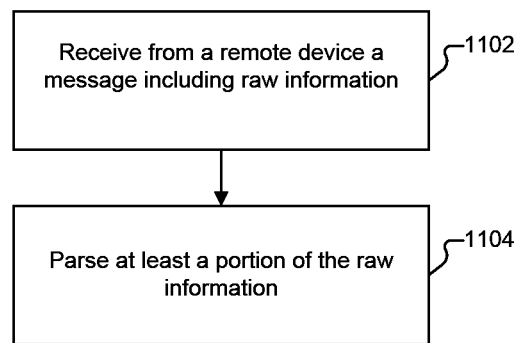 Receive from a remote device a
message including raw information
1102
Parse at least a portion of the raw
information
1104